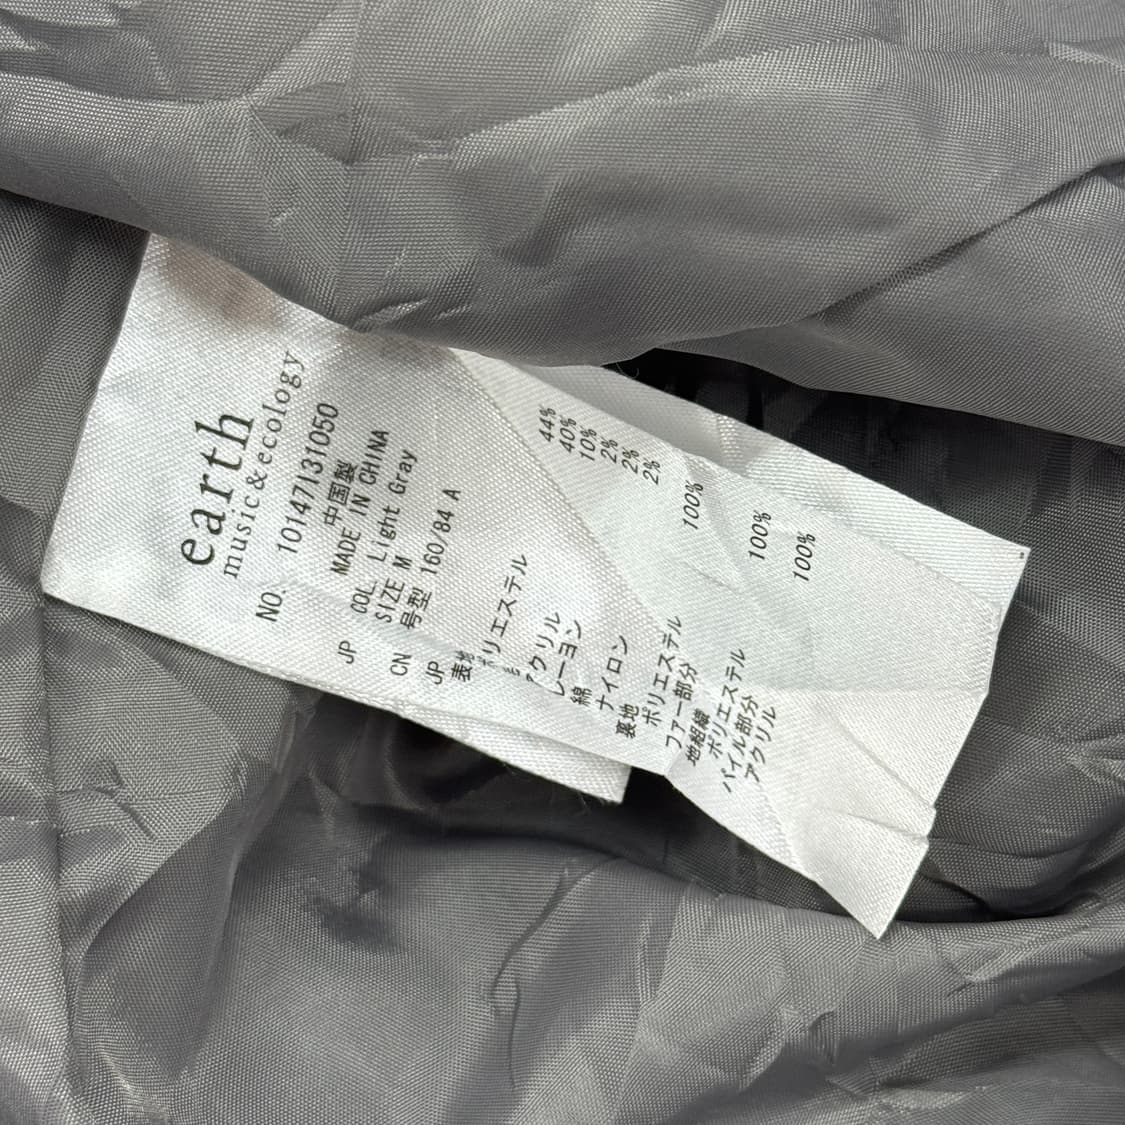 earth
music&ecology
NO. 10147131050
中国製
JP MADE IN CHINA
COL. Light Gray
SIZE M
CN 号型 160/84 A
JP 表地 ポリエステル 44%
40%
アクリル 10%
レーヨン 2%
綿 2%
ナイロン 2%
裏地
ポリエステル 100%
ファー部分
地組織
ポリエステル 100%
パイル部分
アクリル 100%